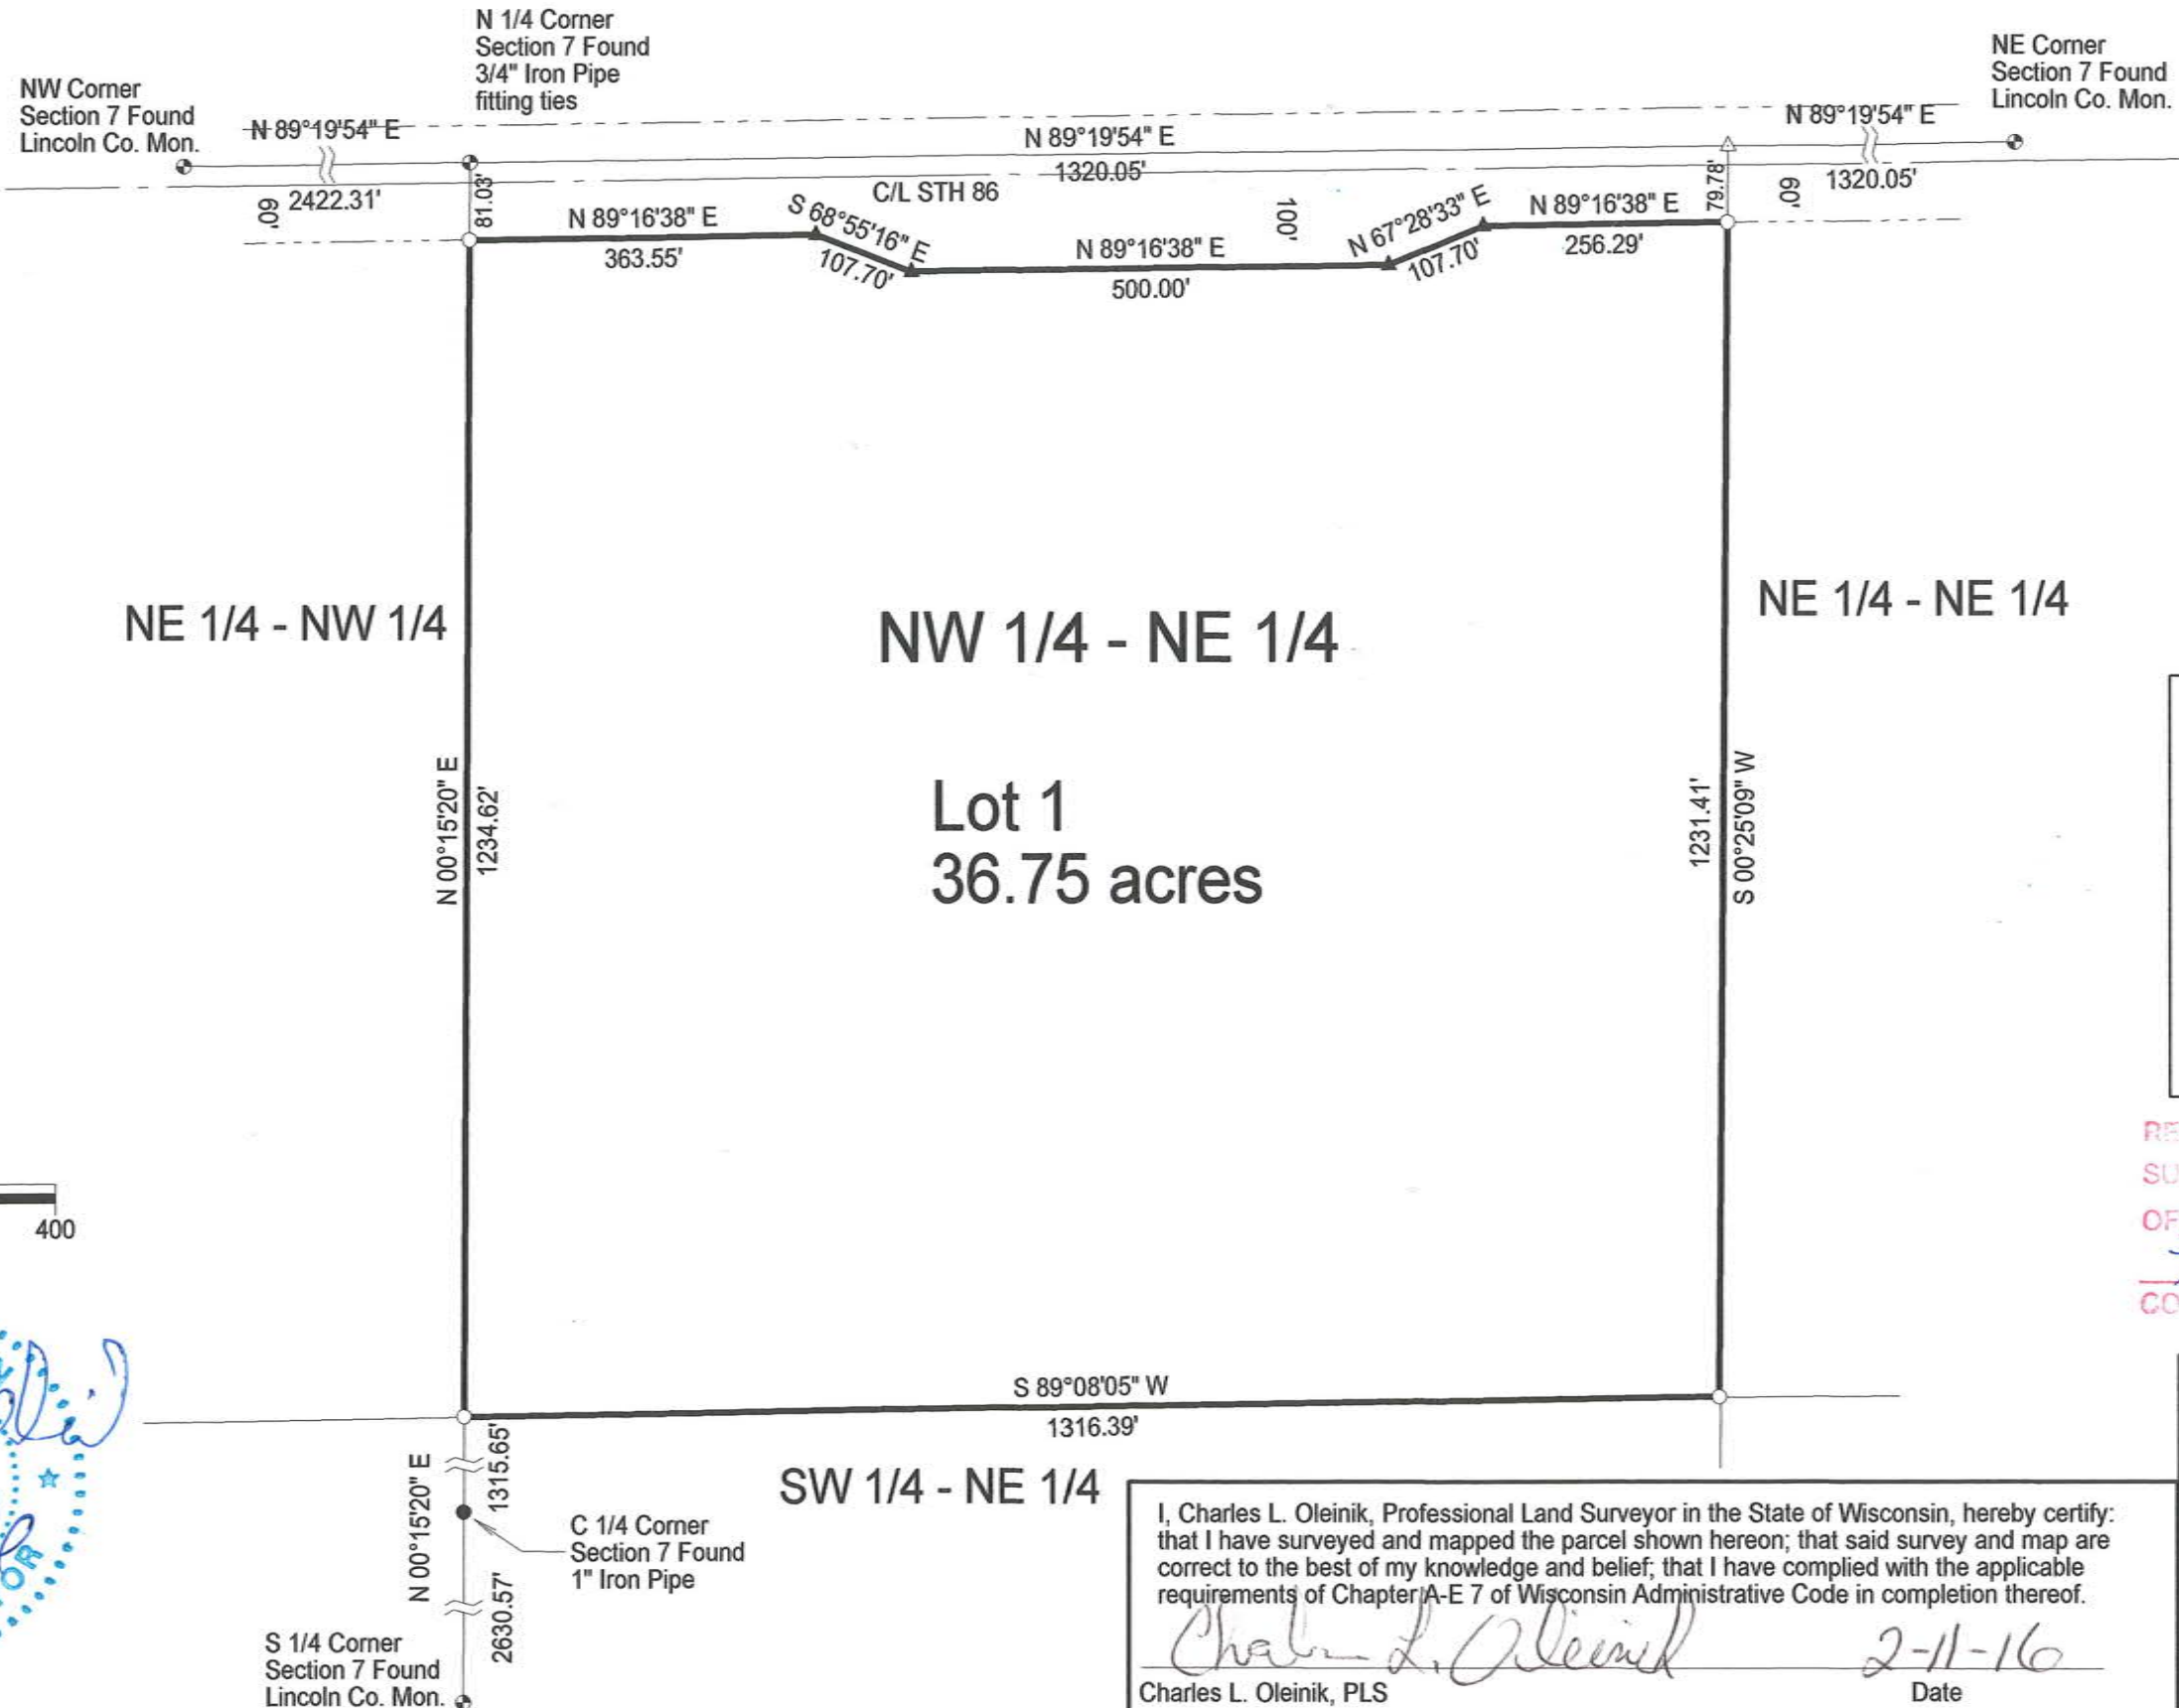 N 1/4 Corner
Section 7 Found
3/4" Iron Pipe
fitting ties
NW Corner
Section 7 Found
Lincoln Co. Mon.
NE Corner
Section 7 Found
Lincoln Co. Mon.
N 89°19'54" E
2422.31'
60'
81.03'
N 89°19'54" E
1320.05'
C/L STH 86
N 89°19'54" E
1320.05'
79.78'
60'
N 89°16'38" E
363.55'
S 68°55'16" E
107.70'
N 89°16'38" E
500.00'
100'
N 67°28'33" E
107.70'
N 89°16'38" E
256.29'
NE 1/4 - NW 1/4
NW 1/4 - NE 1/4
NE 1/4 - NE 1/4
Lot 1
36.75 acres
N 00°15'20" E
1234.62'
1231.41'
S 00°25'09" W
400
S 89°08'05" W
1316.39'
SW 1/4 - NE 1/4
N 00°15'20" E
1315.65'
C 1/4 Corner
Section 7 Found
1" Iron Pipe
2630.57'
S 1/4 Corner
Section 7 Found
Lincoln Co. Mon.
OR
RE
SU
OF
CO
I, Charles L. Oleinik, Professional Land Surveyor in the State of Wisconsin, hereby certify:
that I have surveyed and mapped the parcel shown hereon; that said survey and map are
correct to the best of my knowledge and belief; that I have complied with the applicable
requirements of Chapter A-E 7 of Wisconsin Administrative Code in completion thereof.
Charles L. Oleinik
2-11-16
Charles L. Oleinik, PLS
Date